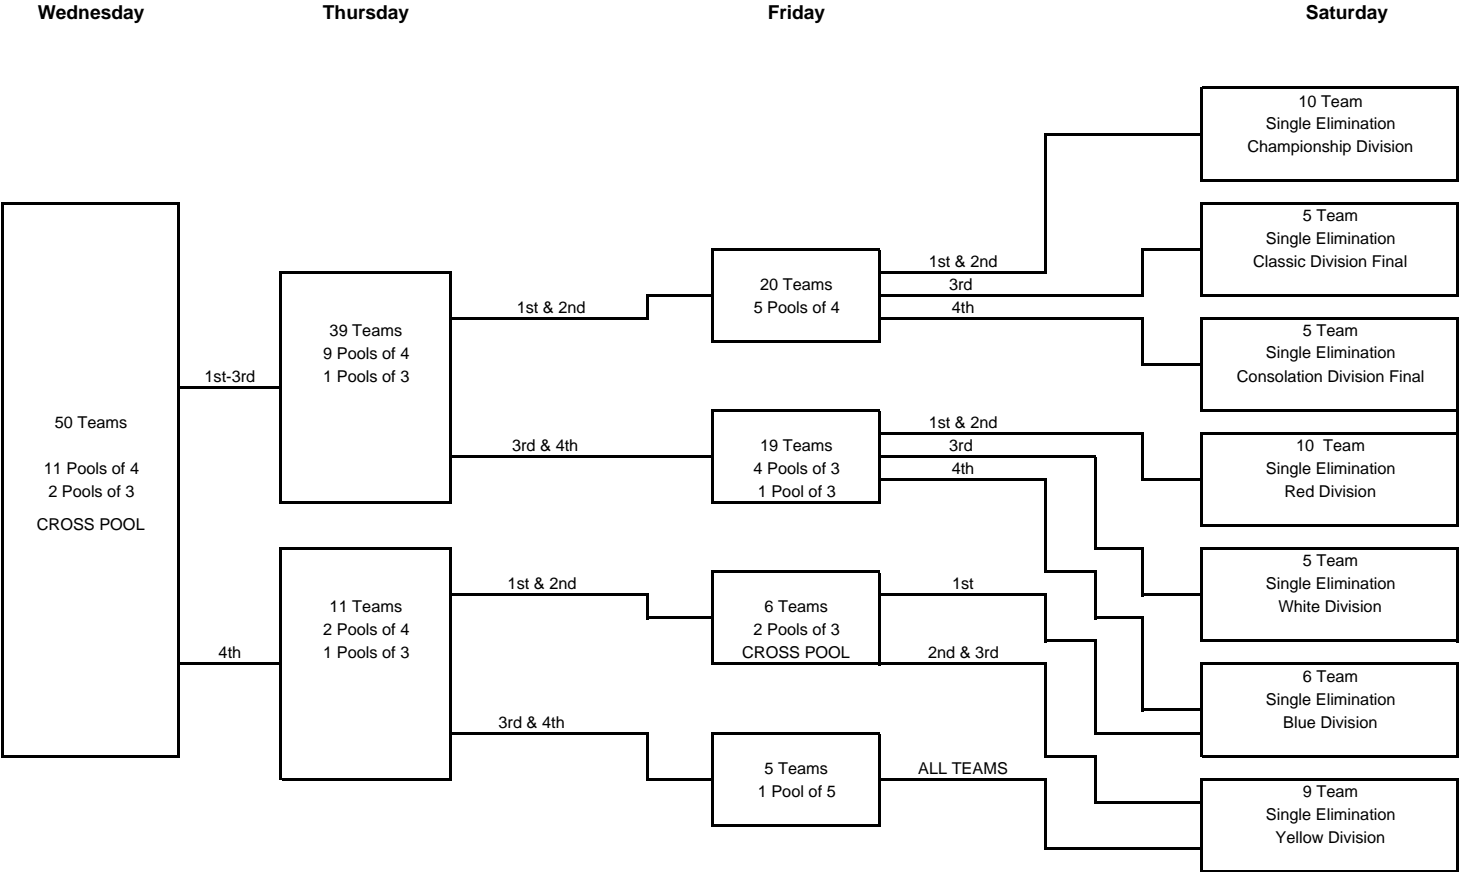 Wednesday
Thursday
Friday
Saturday
50 Teams
11 Pools of 4
2 Pools of 3
CROSS POOL
1st-3rd
4th
39 Teams
9 Pools of 4
1 Pools of 3
11 Teams
2 Pools of 4
1 Pools of 3
1st & 2nd
3rd & 4th
1st & 2nd
3rd & 4th
20 Teams
5 Pools of 4
19 Teams
4 Pools of 3
1 Pool of 3
6 Teams
2 Pools of 3
CROSS POOL
5 Teams
1 Pool of 5
1st & 2nd
3rd
4th
1st & 2nd
3rd
4th
1st
2nd & 3rd
ALL TEAMS
10 Team
Single Elimination
Championship Division
5 Team
Single Elimination
Classic Division Final
5 Team
Single Elimination
Consolation Division Final
10 Team
Single Elimination
Red Division
5 Team
Single Elimination
White Division
6 Team
Single Elimination
Blue Division
9 Team
Single Elimination
Yellow Division